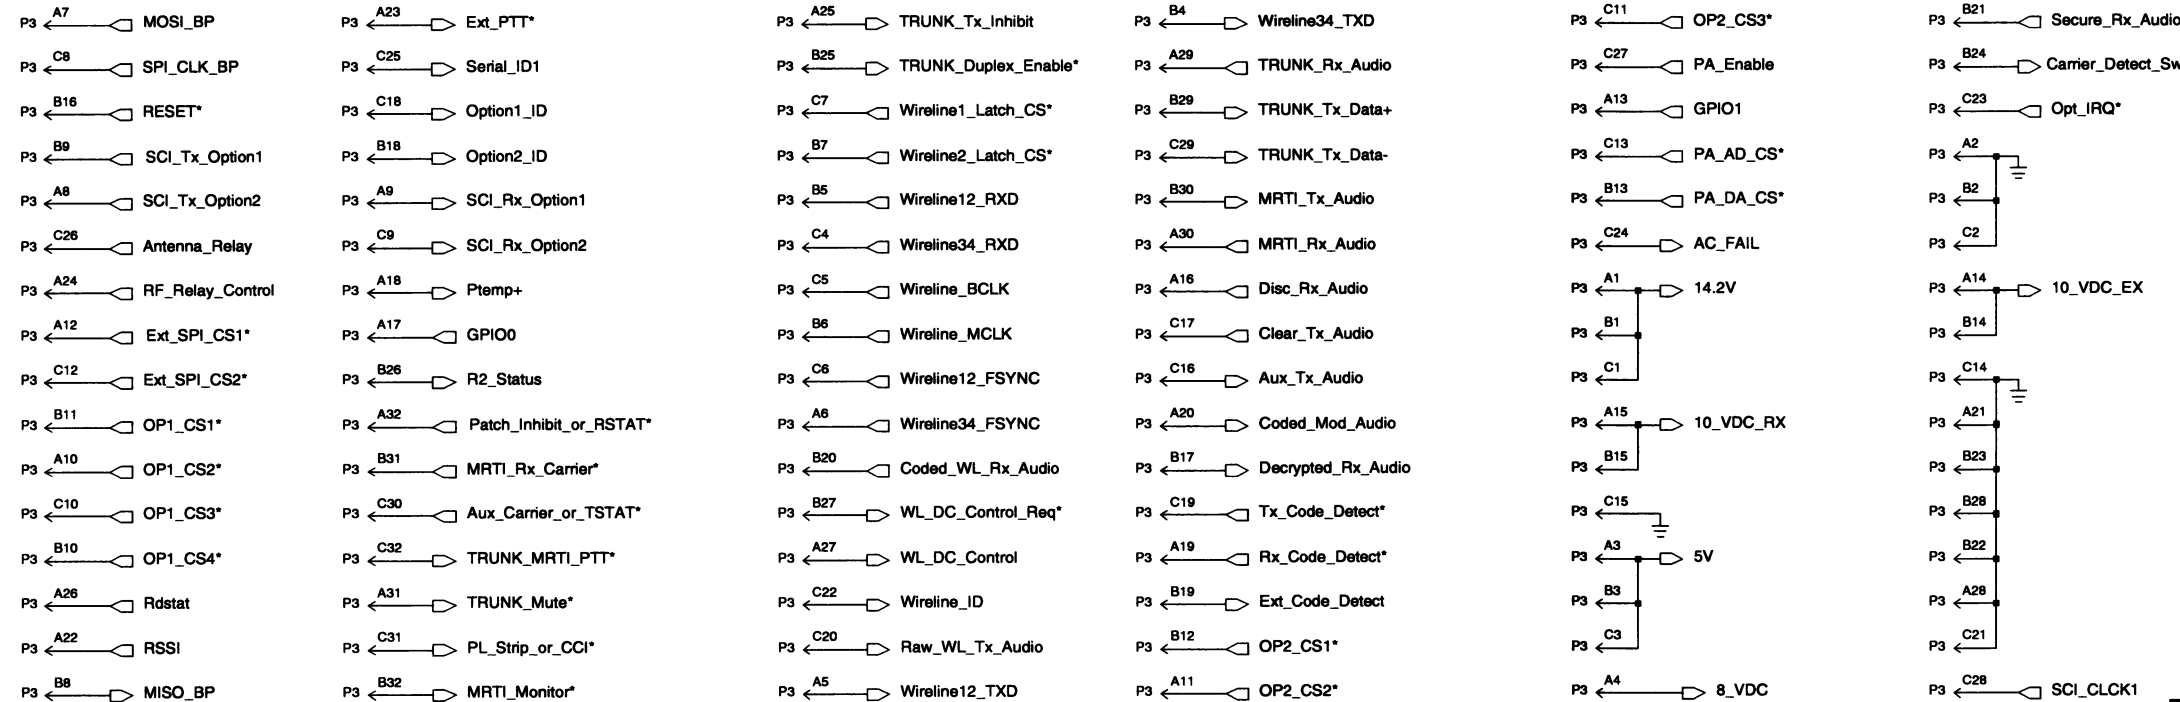 P3 A7 MOSI_BP
P3 C8 SPI_CLK_BP
P3 B16 RESET*
P3 B9 SCI_Tx_Option1
P3 A8 SCI_Tx_Option2
P3 C26 Antenna_Relay
P3 A24 RF_Relay_Control
P3 A12 Ext_SPI_CS1*
P3 C12 Ext_SPI_CS2*
P3 B11 OP1_CS1*
P3 A10 OP1_CS2*
P3 C10 OP1_CS3*
P3 B10 OP1_CS4*
P3 A26 Rdstat
P3 A22 RSSI
P3 B8 MISO_BP
P3 A23 Ext_PTT*
P3 C25 Serial_ID1
P3 C18 Option1_ID
P3 B18 Option2_ID
P3 A9 SCI_Rx_Option1
P3 C9 SCI_Rx_Option2
P3 A18 Ptemp+
P3 A17 GPIO0
P3 B26 R2_Status
P3 A32 Patch_Inhibit_or_RSTAT*
P3 B31 MRTI_Rx_Carrier*
P3 C30 Aux_Carrier_or_TSTAT*
P3 C32 TRUNK_MRTI_PTT*
P3 A31 TRUNK_Mute*
P3 C31 PL_Strip_or_CCI*
P3 B32 MRTI_Monitor*
P3 A25 TRUNK_Tx_Inhibit
P3 B25 TRUNK_Duplex_Enable*
P3 C7 Wireline1_Latch_CS*
P3 B7 Wireline2_Latch_CS*
P3 B5 Wireline12_RXD
P3 C4 Wireline34_RXD
P3 C5 Wireline_BCLK
P3 B6 Wireline_MCLK
P3 C6 Wireline12_FSYNC
P3 A6 Wireline34_FSYNC
P3 B20 Coded_WL_Rx_Audio
P3 B27 WL_DC_Control_Req*
P3 A27 WL_DC_Control
P3 C22 Wireline_ID
P3 C20 Raw_WL_Tx_Audio
P3 A5 Wireline12_TXD
P3 B4 Wireline34_TXD
P3 A29 TRUNK_Rx_Audio
P3 B29 TRUNK_Tx_Data+
P3 C29 TRUNK_Tx_Data-
P3 B30 MRTI_Tx_Audio
P3 A30 MRTI_Rx_Audio
P3 A16 Disc_Rx_Audio
P3 C17 Clear_Tx_Audio
P3 C16 Aux_Tx_Audio
P3 A20 Coded_Mod_Audio
P3 B17 Decrypted_Rx_Audio
P3 C19 Tx_Code_Detect*
P3 A19 Rx_Code_Detect*
P3 B19 Ext_Code_Detect
P3 B12 OP2_CS1*
P3 A11 OP2_CS2*
P3 C11 OP2_CS3*
P3 C27 PA_Enable
P3 A13 GPIO1
P3 C13 PA_AD_CS*
P3 B13 PA_DA_CS*
P3 C24 AC_FAIL
P3 A1 14.2V
P3 B1
P3 C1
P3 A15 10_VDC_RX
P3 B15
P3 C15
P3 A3 5V
P3 B3
P3 C3
P3 A4 8_VDC
P3 B21 Secure_Rx_Audio
P3 B24 Carrier_Detect_Sw
P3 C23 Opt_IRQ*
P3 A2
P3 B2
P3 C2
P3 A14 10_VDC_EX
P3 B14
P3 C14
P3 A21
P3 B23
P3 B28
P3 B22
P3 A28
P3 C21
P3 C28 SCI_CLCK1